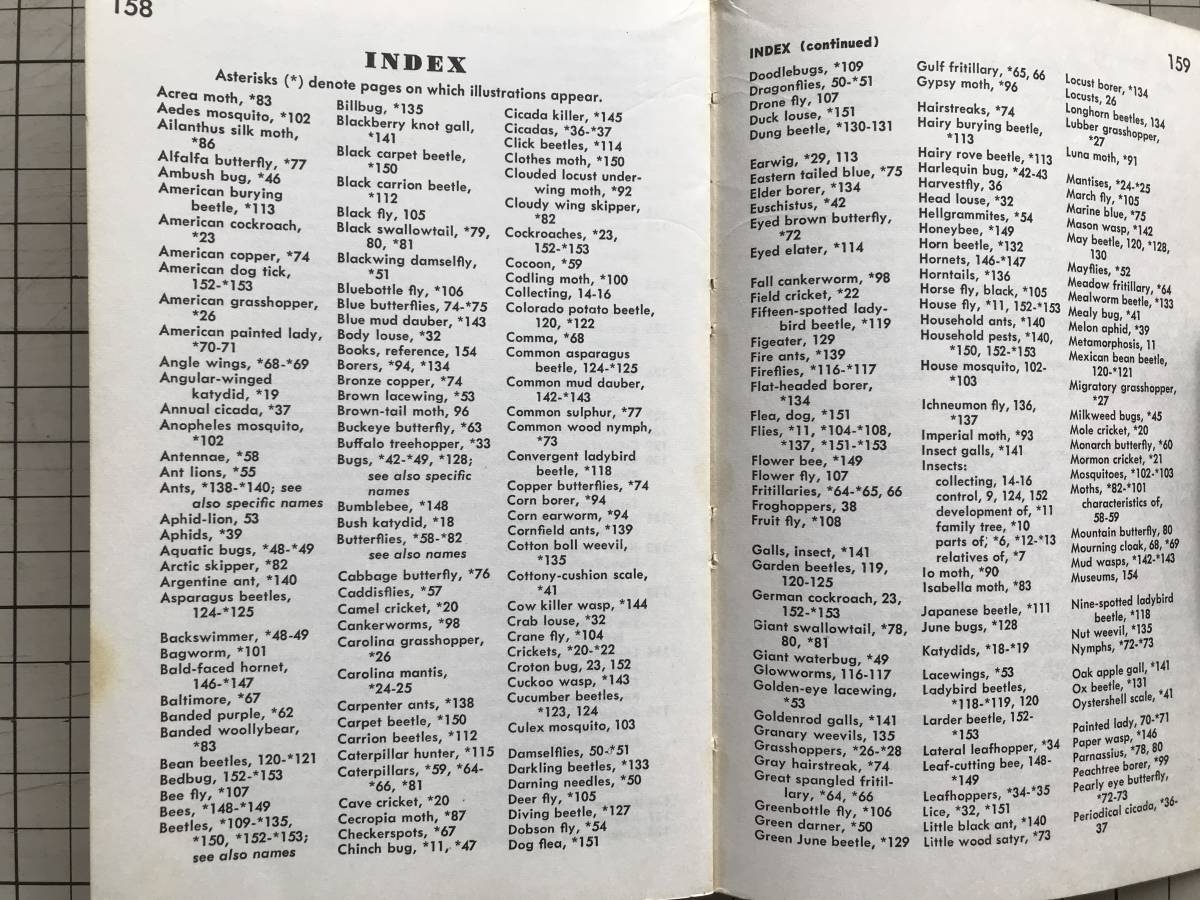 158
INDEX
Asterisks (*) denote pages on which illustrations appear.
Acrea moth, *83
Aedes mosquito, *102
Ailanthus silk moth,
*86
Alfalfa butterfly, *77
Ambush bug, *46
American burying
beetle, *113
American cockroach,
*23
American copper, *74
American dog tick,
152-*153
American grasshopper,
*26
American painted lady,
*70-71
Angle wings, *68-*69
Angular-winged
katydid, *19
Annual cicada, *37
Anopheles mosquito,
*102
Antennae, *58
Ant lions, *55
Ants, *138-*140; see
also specific names
Aphid-lion, 53
Aphids, *39
Aquatic bugs, *48-*49
Arctic skipper, *82
Argentine ant, *140
Asparagus beetles,
124-*125
Backswimmer, *48-49
Bagworm, *101
Bald-faced hornet,
146-*147
Baltimore, *67
Banded purple, *62
Banded woollybear,
*83
Bean beetles, 120-*121
Bedbug, 152-*153
Bee fly, *107
Bees, *148-*149
Beetles, *109-*135,
*150, *152-*153;
see also names
Billbug, *135
Blackberry knot gall,
*141
Black carpet beetle,
*150
Black carrion beetle,
*112
Black fly, 105
Black swallowtail, *79,
80, *81
Blackwing damselfly,
*51
Bluebottle fly, *106
Blue butterflies, 74-*75
Blue mud dauber, *143
Body louse, *32
Books, reference, 154
Borers, *94, *134
Bronze copper, *74
Brown lacewing, *53
Brown-tail moth, 96
Buckeye butterfly, *63
Buffalo treehopper, *33
Bugs, *42-*49, *128;
see also specific
names
Bumblebee, *148
Bush katydid, *18
Butterflies, *58-*82
see also names
Cabbage butterfly, *76
Caddisflies, *57
Camel cricket, *20
Cankerworms, *98
Carolina grasshopper,
*26
Carolina mantis,
*24-25
Carpenter ants, *138
Carpet beetle, *150
Carrion beetles, *112
Caterpillar hunter, *115
Caterpillars, *59, *64-
*66, *81
Cave cricket, *20
Cecropia moth, *87
Checkerspots, *67
Chinch bug, *11, *47
Cicada killer, *145
Cicadas, *36-*37
Click beetles, *114
Clothes moth, *150
Clouded locust under-
wing moth, *92
Cloudy wing skipper,
*82
Cockroaches, *23,
152-*153
Cocoon, *59
Codling moth, *100
Collecting, 14-16
Colorado potato beetle,
120, *122
Comma, *68
Common asparagus
beetle, 124-*125
Common mud dauber,
142-*143
Common sulphur, *77
Common wood nymph,
*73
Convergent ladybird
beetle, *118
Copper butterflies, *74
Corn borer, *94
Corn earworm, *94
Cornfield ants, *139
Cotton boll weevil,
*135
Cottony-cushion scale,
*41
Cow killer wasp, *144
Crab louse, *32
Crane fly, *104
Crickets, *20-*22
Croton bug, 23, 152
Cuckoo wasp, *143
Cucumber beetles,
*123, 124
Culex mosquito, 103
Damselflies, 50-*51
Darkling beetles, *133
Darning needles, *50
Deer fly, *105
Diving beetle, *127
Dobson fly, *54
Dog flea, *151
INDEX (continued)
159
Doodlebugs, *109
Dragonflies, 50-*51
Drone fly, 107
Duck louse, *151
Dung beetle, *130-131
Earwig, *29, 113
Eastern tailed blue, *75
Elder borer, *134
Euschistus, *42
Eyed brown butterfly,
*72
Eyed elater, *114
Fall cankerworm, *98
Field cricket, *22
Fifteen-spotted lady-
bird beetle, *119
Figeater, 129
Fire ants, *139
Fireflies, *116-*117
Flat-headed borer,
*134
Flea, dog, *151
Flies, *11, *104-*108,
*137, *151-*153
Flower bee, *149
Flower fly, 107
Fritillaries, *64-*65, 66
Froghoppers, 38
Fruit fly, *108
Galls, insect, *141
Garden beetles, 119,
120-125
German cockroach, 23,
152-*153
Giant swallowtail, *78,
80, *81
Giant waterbug, *49
Glowworms, 116-117
Golden-eye lacewing,
*53
Goldenrod galls, *141
Granary weevils, 135
Grasshoppers, *26-*28
Gray hairstreak, *74
Great spangled fritil-
lary, *64, *66
Greenbottle fly, *106
Green darner, *50
Green June beetle, *129
Gulf fritillary, *65, 66
Gypsy moth, *96
Hairstreaks, *74
Hairy burying beetle,
*113
Hairy rove beetle, *113
Harlequin bug, *42-43
Harvestfly, 36
Head louse, *32
Hellgrammites, *54
Honeybee, *149
Horn beetle, *132
Hornets, 146-*147
Horntails, *136
Horse fly, black, *105
House fly, *11, 152-*153
Household ants, *140
Household pests, *140,
*150, 152-*153
House mosquito, 102-
*103
Ichneumon fly, 136,
*137
Imperial moth, *93
Insect galls, *141
Insects:
collecting, 14-16
control, 9, 124, 152
development of, *11
family tree, *10
parts of; *6, *12-*13
relatives of, *7
Io moth, *90
Isabella moth, *83
Japanese beetle, *111
June bugs, *128
Katydids, *18-*19
Lacewings, *53
Ladybird beetles,
*118-*119, 120
Larder beetle, 152-
*153
Lateral leafhopper, *34
Leaf-cutting bee, 148-
*149
Leafhoppers, *34-*35
Lice, *32, *151
Little black ant, *140
Little wood satyr, *73
Locust borer, *134
Locusts, 26
Longhorn beetles, 134
Lubber grasshopper,
*27
Luna moth, *91
Mantises, *24-*25
March fly, *105
Marine blue, *75
Mason wasp, *142
May beetle, 120, *128,
130
Mayflies, *52
Meadow fritillary, *64
Mealworm beetle, *133
Mealy bug, *41
Melon aphid, *39
Metamorphosis, 11
Mexican bean beetle,
120-*121
Migratory grasshopper,
*27
Milkweed bugs, *45
Mole cricket, *20
Monarch butterfly, *60
Mormon cricket, *21
Mosquitoes, *102-*103
Moths, *82-*101
characteristics of,
58-59
Mountain butterfly, 80
Mourning cloak, 68, *69
Mud wasps, *142-*143
Museums, 154
Nine-spotted ladybird
beetle, *118
Nut weevil, *135
Nymphs, *72-*73
Oak apple gall, *141
Ox beetle, *131
Oystershell scale, *41
Painted lady, 70-*71
Paper wasp, *146
Parnassius, *78, 80
Peachtree borer, *99
Pearly eye butterfly,
*72-73
Periodical cicada, *36-
37